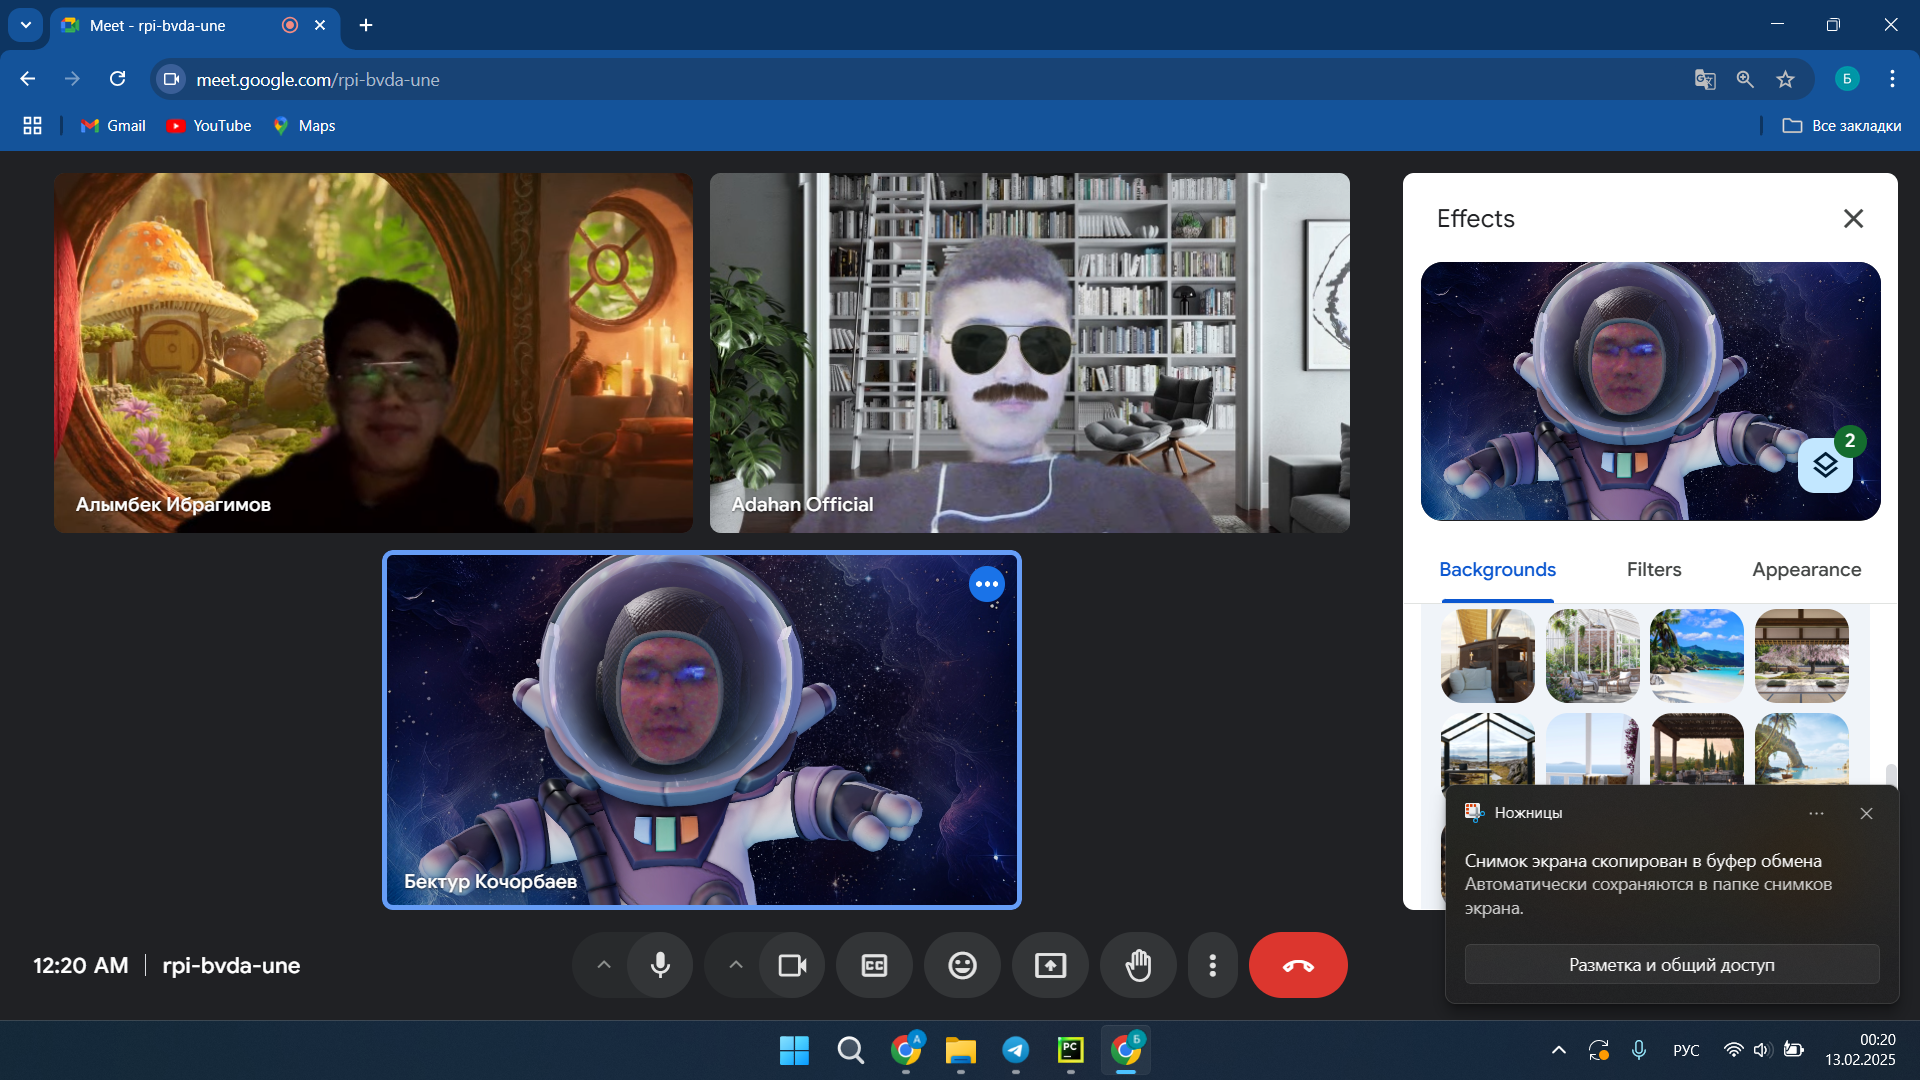 Meet - rpi-bvda-une
meet.google.com/rpi-bvda-une
Б
Gmail
YouTube
Maps
Все закладки
Алымбек Ибрагимов
Adahan Official
Бектур Кочорбаев
Effects
2
Backgrounds
Filters
Appearance
Ножницы
Снимок экрана скопирован в буфер обмена
Автоматически сохраняются в папке снимков
экрана.
Разметка и общий доступ
12:20 AM
rpi-bvda-une
CC
A
PC
Б
РУС
00:20
13.02.2025